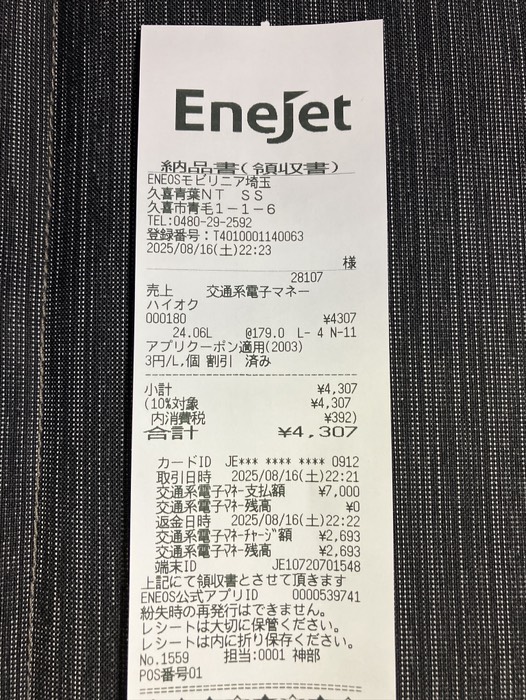 Enejet
納品書(領収書)
ENEOSモビリニア埼玉
久喜青葉NT SS
久喜市青毛1-1-6
TEL:0480-29-2592
登録番号:T4010001140063
2025/08/16(土)22:23
様
28107
売上 交通系電子マネー
ハイオク
000180 ¥4307
24.06L @179.0 L- 4 N-11
アプリクーポン適用(2003)
3円/L,個 割引 済み
小計 ¥4,307
(10%対象 ¥4,307
内消費税 ¥392)
合計 ¥4,307
カードID JE*** **** **** 0912
取引日時 2025/08/16(土)22:21
交通系電子マネー支払額 ¥7,000
交通系電子マネー残高 ¥0
返金日時 2025/08/16(土)22:22
交通系電子マネーチャージ額 ¥2,693
交通系電子マネー残高 ¥2,693
端末ID JE10720701548
上記にて領収書とさせて頂きます
ENEOS公式アプリID 0000539741
紛失時の再発行はできません。
レシートは大切に保管ください。
レシートは内に折り保存ください。
No.1559 担当:0001 神部
POS番号01